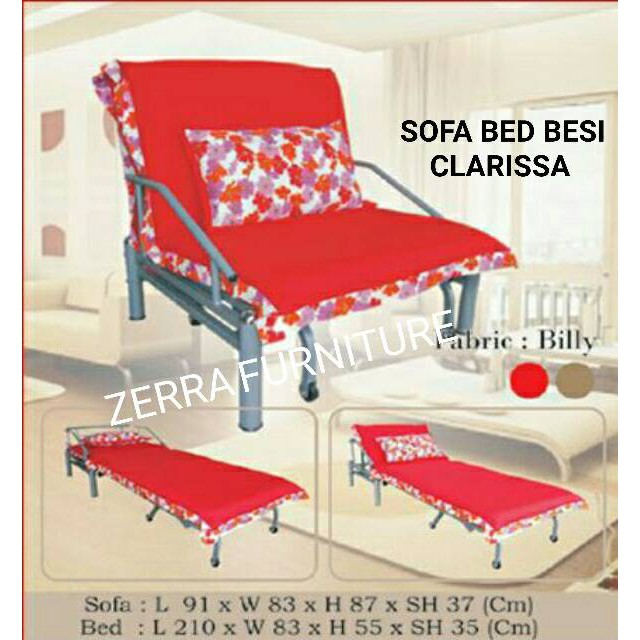 SOFA BED BESI
CLARISSA
Fabric : Billy
ZERRA FURNITURE
Sofa : L 91 x W 83 x H 87 x SH 37 (Cm)
Bed : L 210 x W 83 x H 55 x SH 35 (Cm)